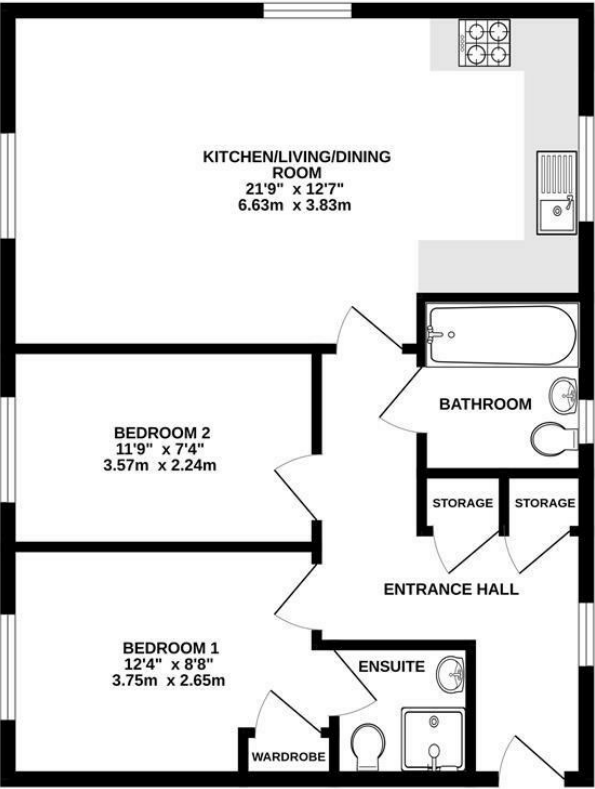 KITCHEN/LIVING/DINING
ROOM
21'9" x 12'7"
6.63m x 3.83m
BATHROOM
BEDROOM 2
11'9" x 7'4"
3.57m x 2.24m
STORAGE
STORAGE
ENTRANCE HALL
BEDROOM 1
12'4" x 8'8"
3.75m x 2.65m
ENSUITE
WARDROBE